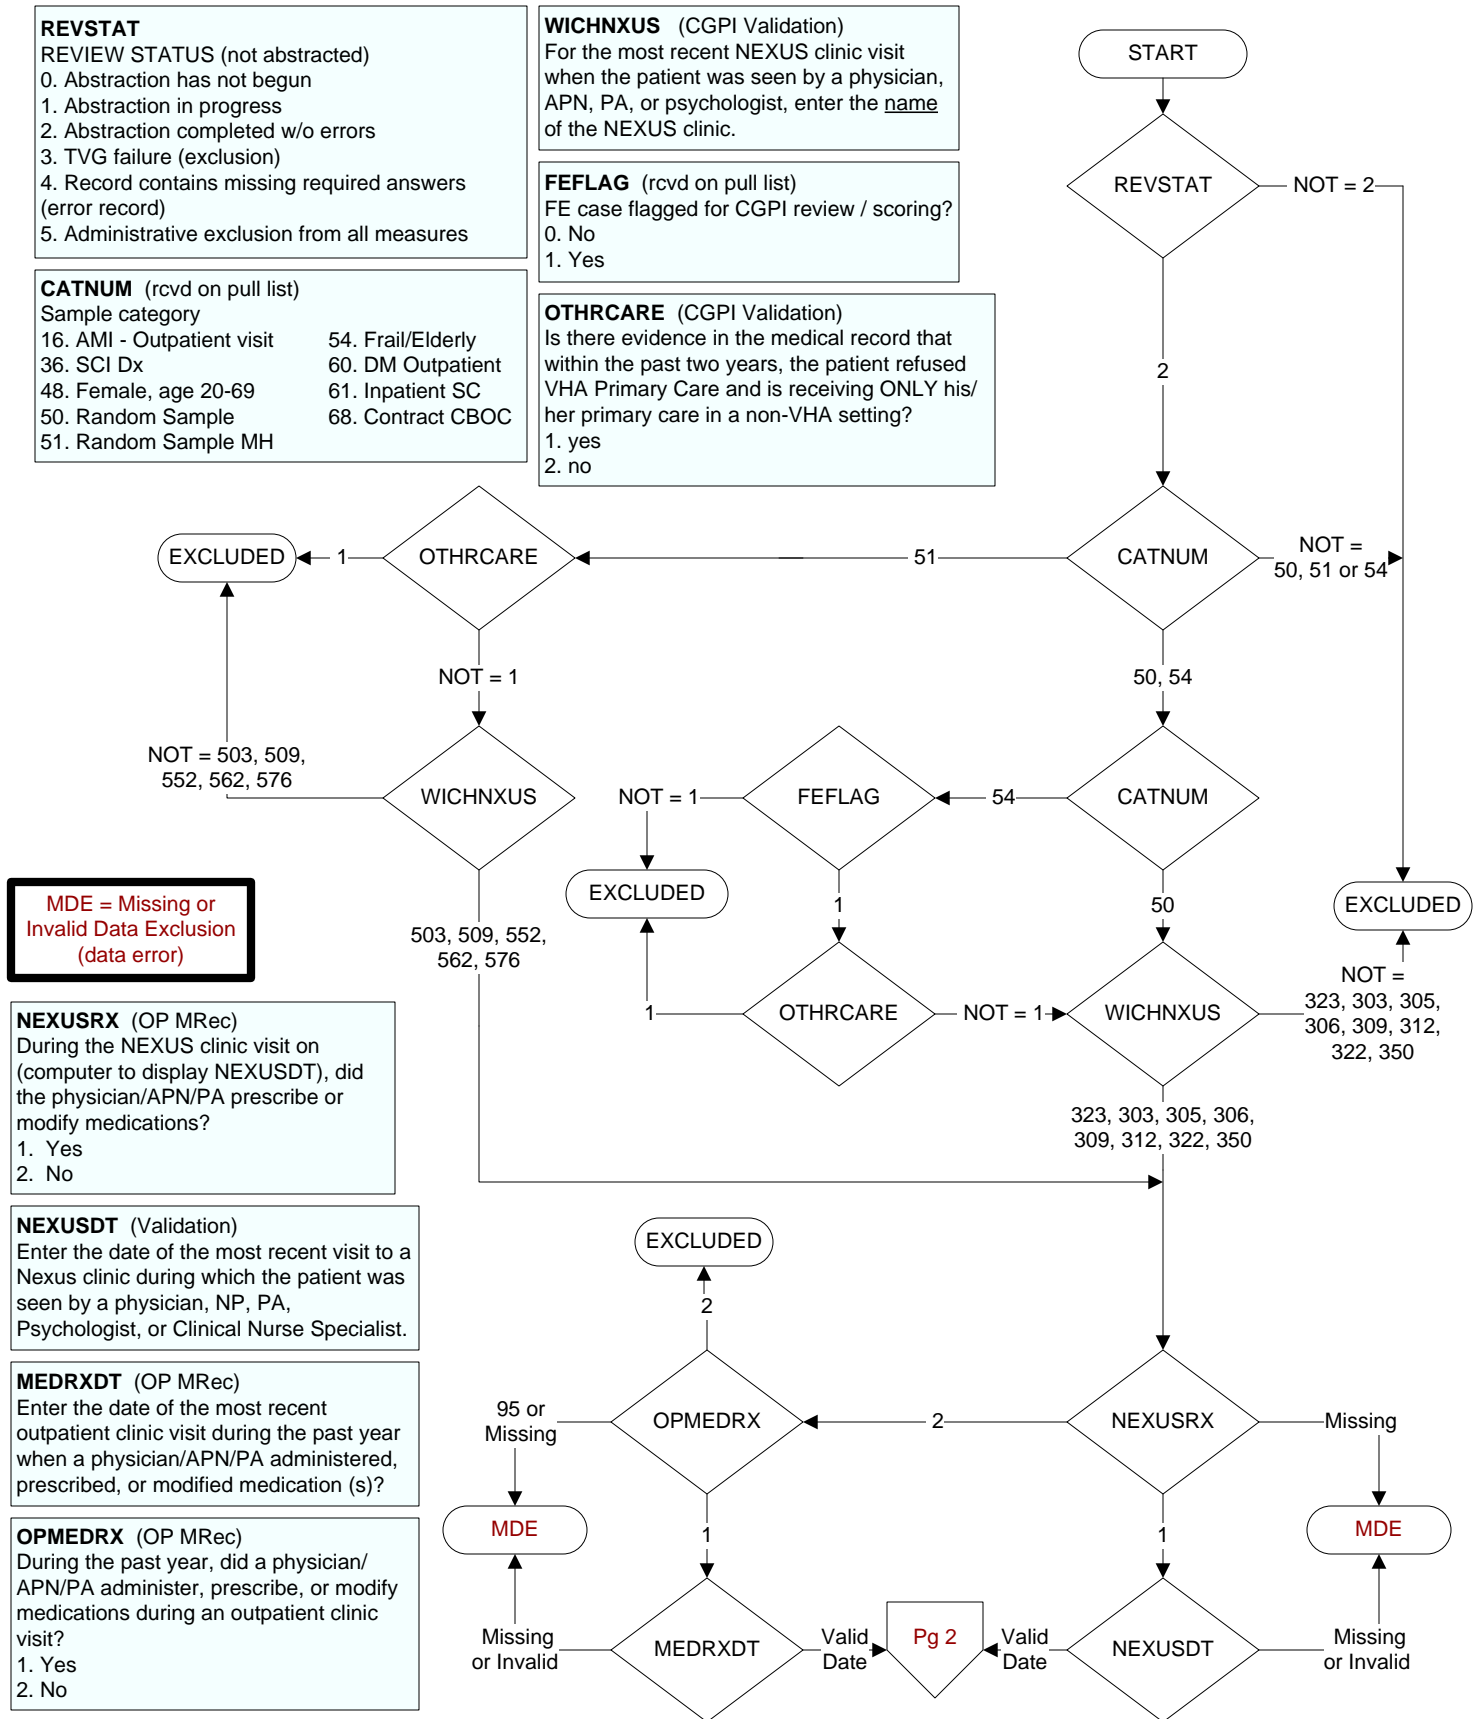 REVSTAT
REVIEW STATUS (not abstracted)
0. Abstraction has not begun
1. Abstraction in progress
2. Abstraction completed w/o errors
3. TVG failure (exclusion)
4. Record contains missing required answers
(error record)
5. Administrative exclusion from all measures
WICHNXUS (CGPI Validation)
For the most recent NEXUS clinic visit
when the patient was seen by a physician,
APN, PA, or psychologist, enter the name
of the NEXUS clinic.
FEFLAG (rcvd on pull list)
FE case flagged for CGPI review / scoring?
0. No
1. Yes
CATNUM (rcvd on pull list)
Sample category
16. AMI - Outpatient visit
36. SCI Dx
48. Female, age 20-69
50. Random Sample
51. Random Sample MH
54. Frail/Elderly
60. DM Outpatient
61. Inpatient SC
68. Contract CBOC
OTHRCARE (CGPI Validation)
Is there evidence in the medical record that
within the past two years, the patient refused
VHA Primary Care and is receiving ONLY his/
her primary care in a non-VHA setting?
1. yes
2. no
START
REVSTAT
NOT = 2
2
EXCLUDED
1
OTHRCARE
51
CATNUM
NOT =
50, 51 or 54
NOT = 1
50, 54
NOT = 503, 509,
552, 562, 576
WICHNXUS
NOT = 1
FEFLAG
54
CATNUM
EXCLUDED
1
50
EXCLUDED
MDE = Missing or
Invalid Data Exclusion
(data error)
503, 509, 552,
562, 576
1
OTHRCARE
NOT = 1
WICHNXUS
NOT =
323, 303, 305,
306, 309, 312,
322, 350
323, 303, 305, 306,
309, 312, 322, 350
NEXUSRX (OP MRec)
During the NEXUS clinic visit on
(computer to display NEXUSDT), did
the physician/APN/PA prescribe or
modify medications?
1. Yes
2. No
NEXUSDT (Validation)
Enter the date of the most recent visit to a
Nexus clinic during which the patient was
seen by a physician, NP, PA,
Psychologist, or Clinical Nurse Specialist.
MEDRXDT (OP MRec)
Enter the date of the most recent
outpatient clinic visit during the past year
when a physician/APN/PA administered,
prescribed, or modified medication (s)?
OPMEDRX (OP MRec)
During the past year, did a physician/
APN/PA administer, prescribe, or modify
medications during an outpatient clinic
visit?
1. Yes
2. No
EXCLUDED
2
95 or
Missing
OPMEDRX
2
NEXUSRX
Missing
MDE
1
1
MDE
Missing
or Invalid
MEDRXDT
Valid
Date
Pg 2
Valid
Date
NEXUSDT
Missing
or Invalid